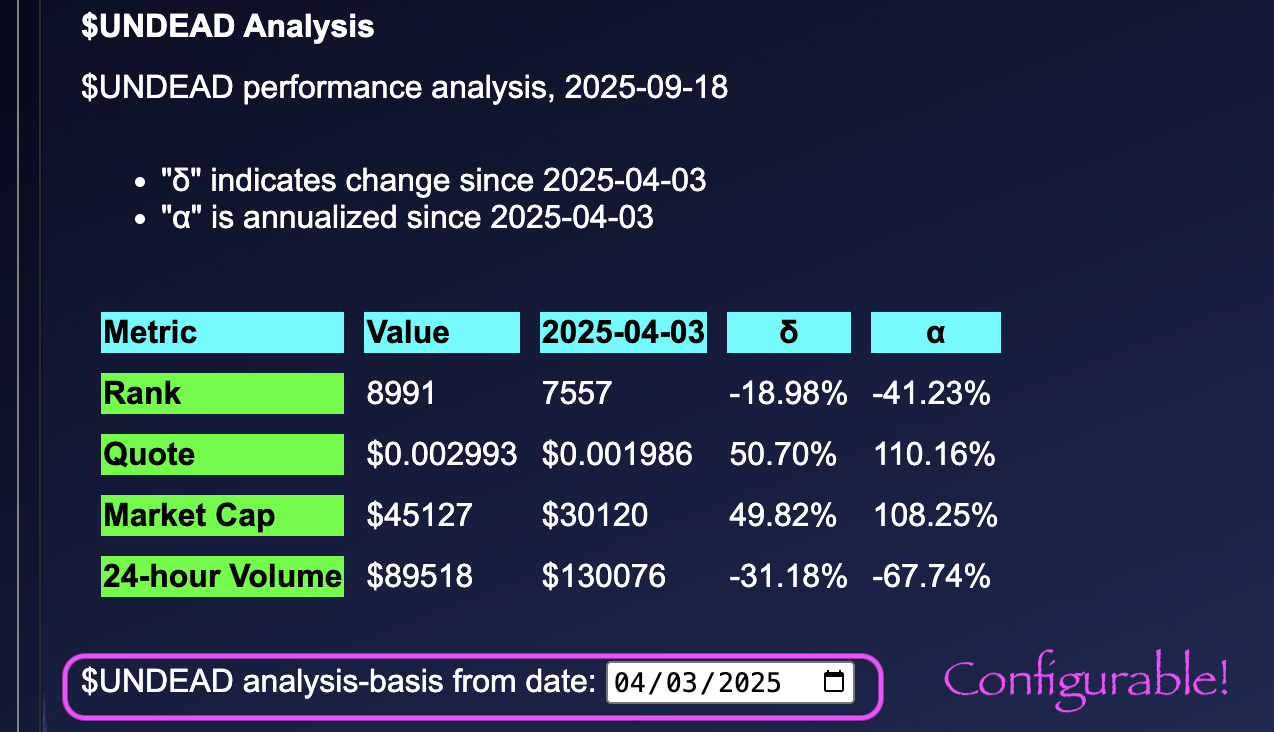 $UNDEAD Analysis
$UNDEAD performance analysis, 2025-09-18
• "δ" indicates change since 2025-04-03
• "α" is annualized since 2025-04-03
Metric Value 2025-04-03 δ α
Rank 8991 7557 -18.98% -41.23%
Quote $0.002993 $0.001986 50.70% 110.16%
Market Cap $45127 $30120 49.82% 108.25%
24-hour Volume $89518 $130076 -31.18% -67.74%
$UNDEAD analysis-basis from date: 04/03/2025 Configurable!